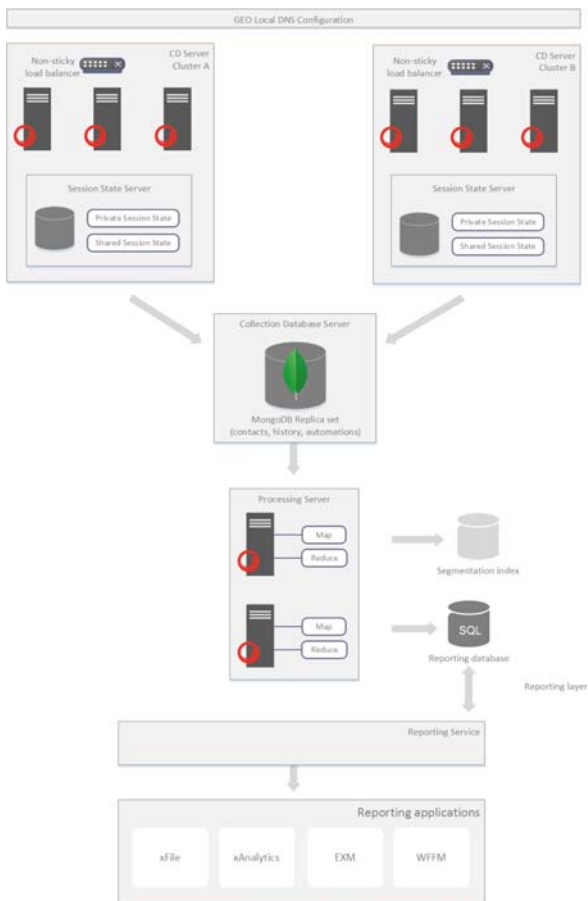 GEO Local DNS Configuration
Non-sticky
load balancer
CD Server
Cluster A
Session State Server
Private Session State
Shared Session State
Non-sticky
load balancer
CD Server
Cluster B
Session State Server
Private Session State
Shared Session State
Collection Database Server
MongoDB Replica set
(contacts, history, automations)
Processing Server
Map
Reduce
Segmentation index
Map
Reduce
SQL
Reporting database
Reporting layer
Reporting Service
Reporting applications
xFile
xAnalytics
EXM
WFFM